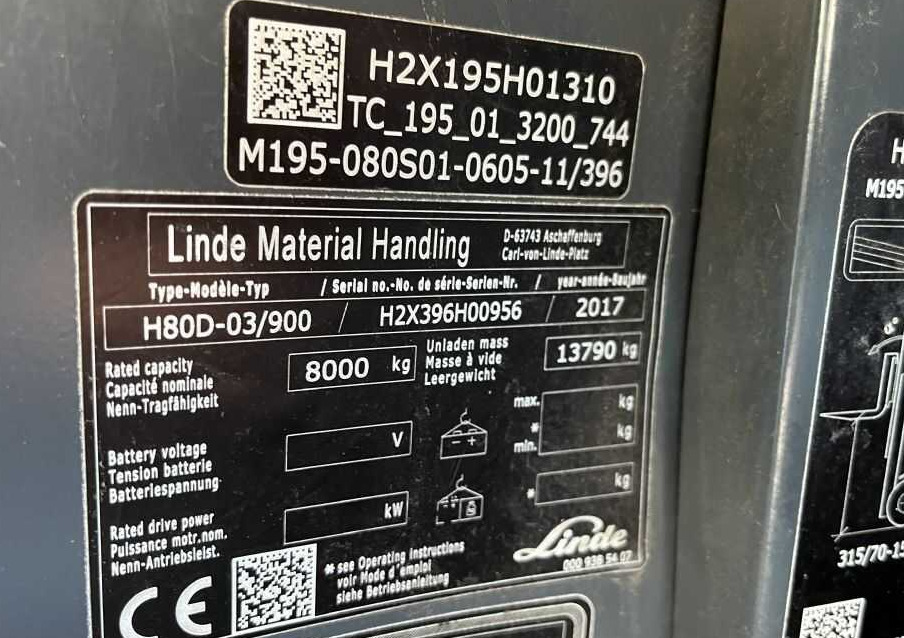 H2X195H01310
TC_195_01_3200_744
M195-080S01-0605-11/396
Linde Material Handling
D-63743 Aschaffenburg
Carl-von-Linde-Platz
Type-Modèle-Typ / Serial no.-No. de série-Serien-Nr. / year-année-Baujahr
H80D-03/900 / H2X396H00956 / 2017
Rated capacity
Capacité nominale
Nenn-Tragfähigkeit
8000 kg
Unladen mass
Masse à vide
Leergewicht
13790 kg
Battery voltage
Tension batterie
Batteriespannung
V
- +
max. kg
*
min. kg
Rated drive power
Puissance motr.nom.
Nenn-Antriebsleist.
kW
* kg
CE
* see Operating instructions
voir Mode d'emploi
siehe Betriebsanleitung
Linde
000 938 54 07
H
M195
315/70-15